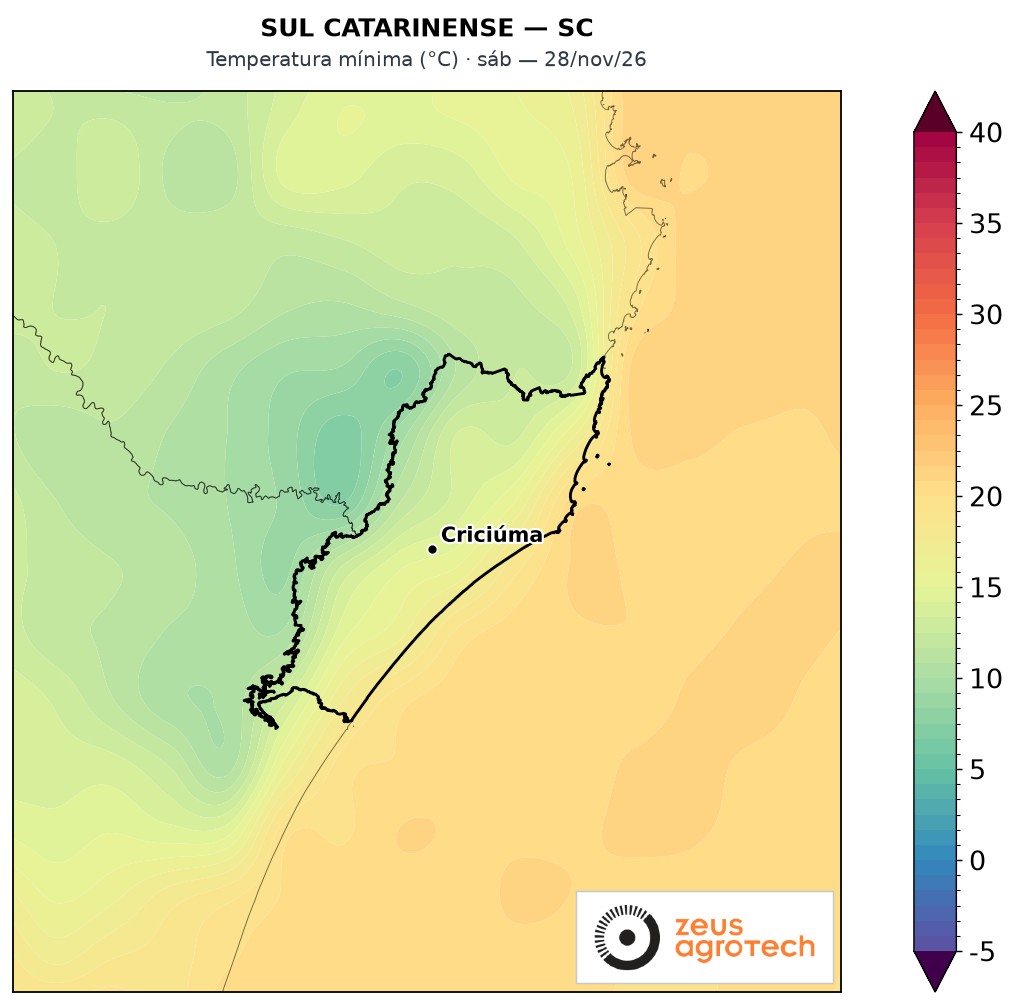 SUL CATARINENSE — SC
Temperatura mínima (°C) · sáb — 28/nov/26
Criciúma
40
35
30
25
20
15
10
5
0
-5
zeus
agrotech